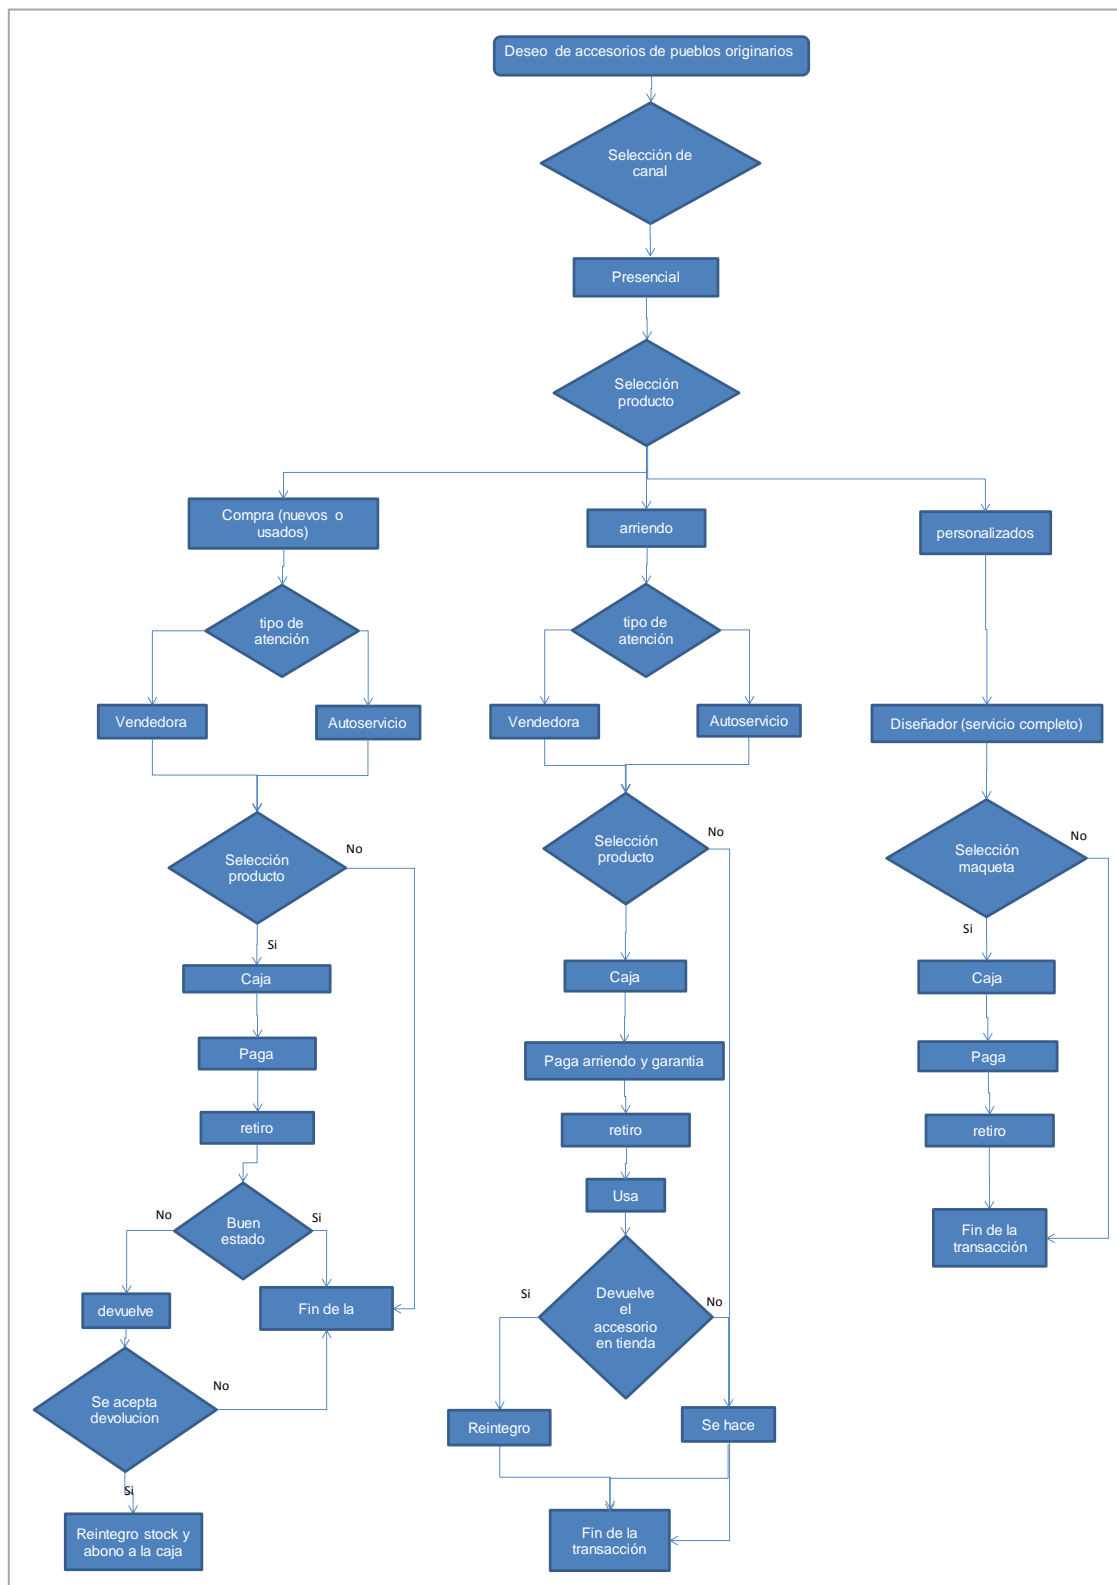 Deseo de accesorios de pueblos originarios
Selección de
canal
Presencial
Selección
producto
Compra (nuevos o
usados)
arriendo
personalizados
tipo de
atención
tipo de
atención
Vendedora
Autoservicio
Vendedora
Autoservicio
Diseñador (servicio completo)
Selección
producto
No
Selección
producto
No
Selección
maqueta
No
Si
Si
Caja
Caja
Caja
Paga
Paga arriendo y garantia
Paga
retiro
retiro
retiro
Usa
No
Buen
estado
Si
Fin de la
transacción
devuelve
Fin de la
Si
Devuelve
el
accesorio
en tienda
No
Se acepta
devolucion
No
Reintegro
Se hace
Si
Reintegro stock y
abono a la caja
Fin de la
transacción